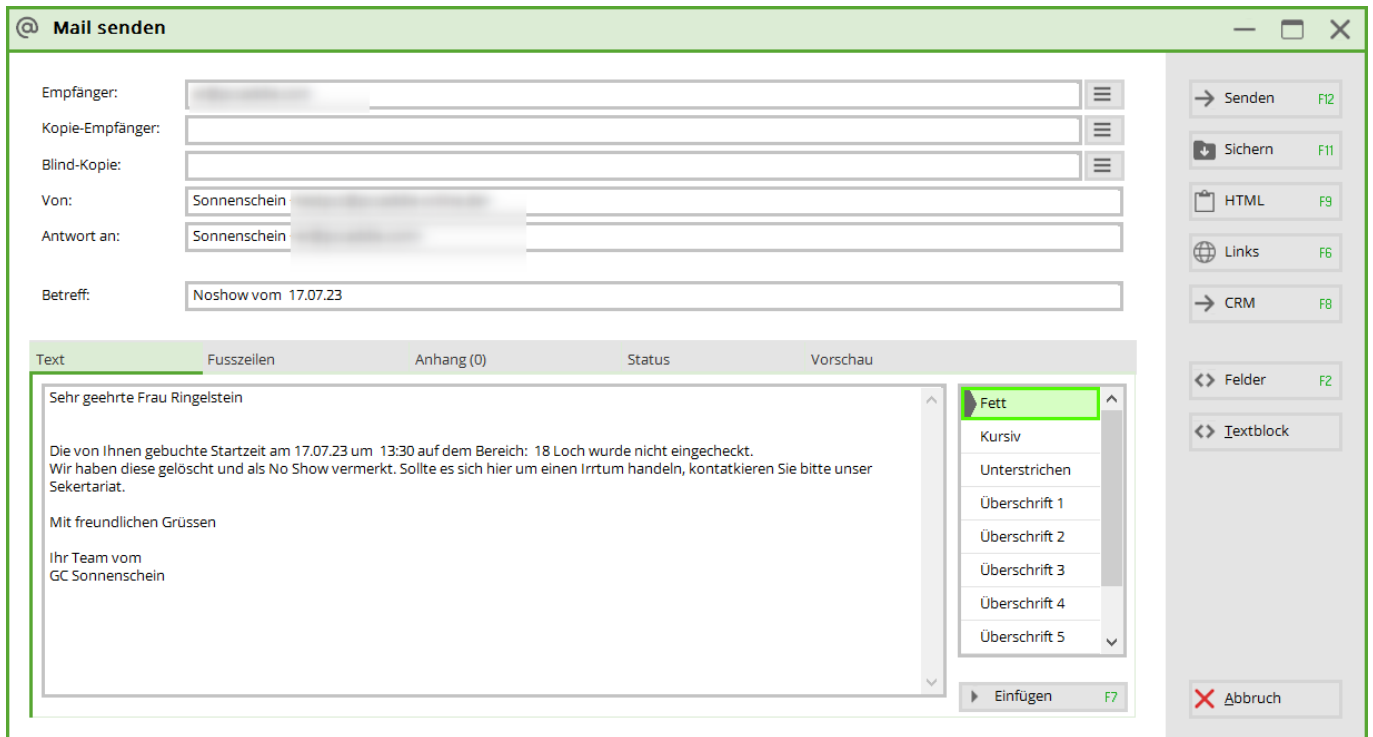 @ Mail senden
Empfänger:
Kopie-Empfänger:
Blind-Kopie:
Von: Sonnenschein
Antwort an: Sonnenschein
Betreff: Noshow vom 17.07.23
Text Fusszeilen Anhang (0) Status Vorschau
Sehr geehrte Frau Ringelstein
Die von Ihnen gebuchte Startzeit am 17.07.23 um 13:30 auf dem Bereich: 18 Loch wurde nicht eingecheckt.
Wir haben diese gelöscht und als No Show vermerkt. Sollte es sich hier um einen Irrtum handeln, kontatkieren Sie bitte unser
Sekertariat.
Mit freundlichen Grüssen
Ihr Team vom
GC Sonnenschein
Fett
Kursiv
Unterstrichen
Überschrift 1
Überschrift 2
Überschrift 3
Überschrift 4
Überschrift 5
Einfügen F7
Senden F12
Sichern F11
HTML F9
Links F6
CRM F8
Felder F2
Textblock
Abbruch